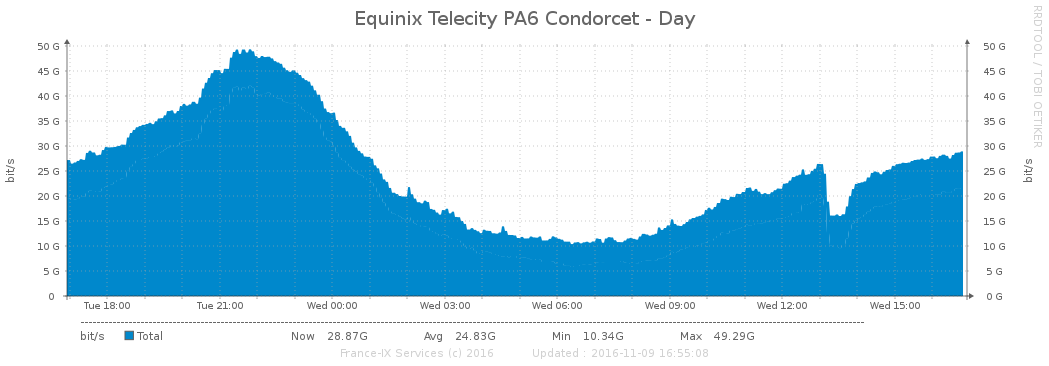 Equinix Telecity PA6 Condorcet - Day
RRDTOOL / TOBI OETIKER
bit/s
50 G 50 G
45 G 45 G
40 G 40 G
35 G 35 G
30 G 30 G
25 G 25 G
20 G 20 G
15 G 15 G
10 G 10 G
5 G 5 G
0 0 G
bit/s
Tue 18:00 Tue 21:00 Wed 00:00 Wed 03:00 Wed 06:00 Wed 09:00 Wed 12:00 Wed 15:00
bit/s Total Now 28.87G Avg 24.83G Min 10.34G Max 49.29G
France-IX Services (c) 2016 Updated : 2016-11-09 16:55:08